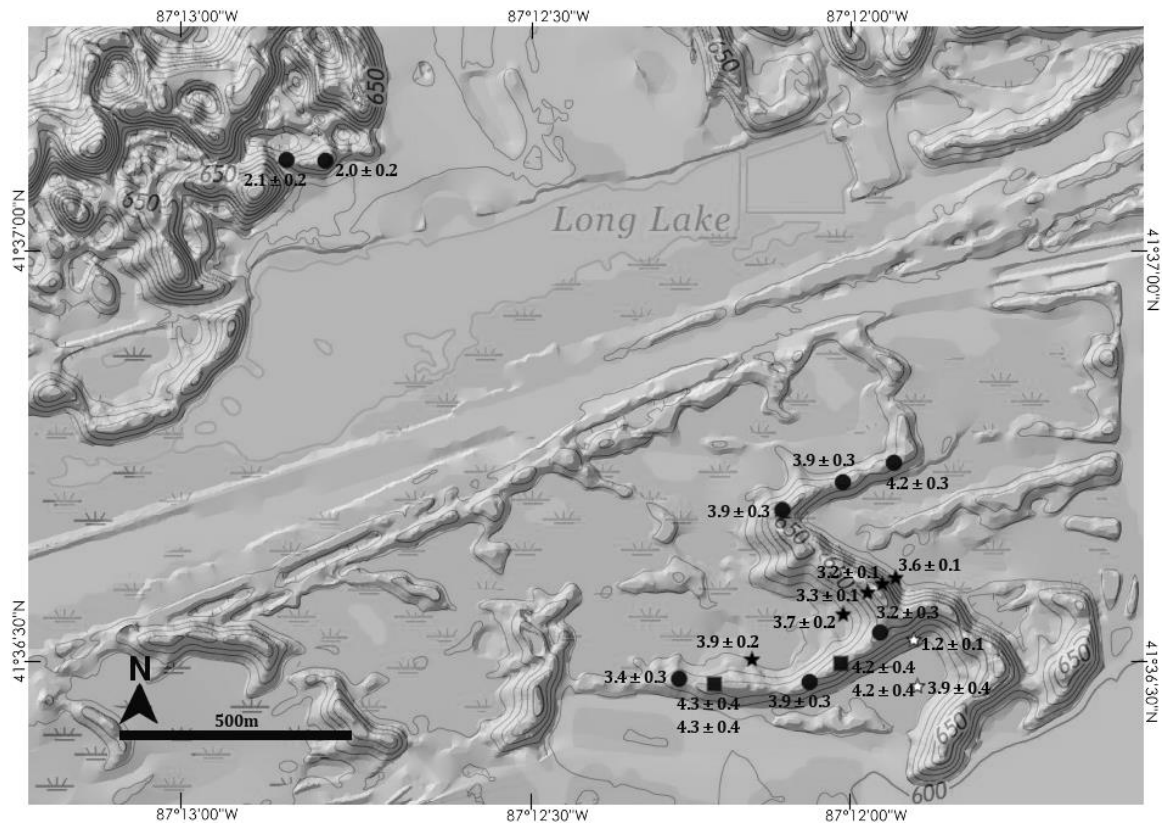 87°13'00"W 87°12'30"W 87°12'00"W
650
650
650
2.1 ± 0.2
2.0 ± 0.2
650
Long Lake
41°37'00"N
41°37'00"N
3.9 ± 0.3
4.2 ± 0.3
3.9 ± 0.3
650
3.2 ± 0.1
3.6 ± 0.1
3.3 ± 0.1
3.7 ± 0.2
3.2 ± 0.3
3.9 ± 0.2
1.2 ± 0.1
3.4 ± 0.3
4.2 ± 0.4
4.2 ± 0.4
3.9 ± 0.4
4.3 ± 0.4
4.3 ± 0.4
3.9 ± 0.3
650
650
600
41°36'30"N
41°36'30"N
N
500m
87°13'00"W 87°12'30"W 87°12'00"W